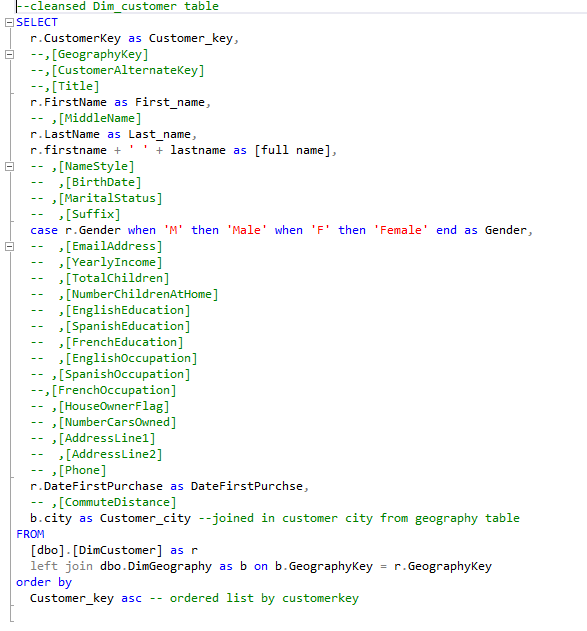 --cleansed Dim_customer table
SELECT
r.CustomerKey as Customer_key,
--,[GeographyKey]
--,[CustomerAlternateKey]
--,[Title]
r.FirstName as First_name,
-- ,[MiddleName]
r.LastName as Last_name,
r.firstname + ' ' + lastname as [full name],
-- ,[NameStyle]
--  ,[BirthDate]
-- ,[MaritalStatus]
--  ,[Suffix]
case r.Gender when 'M' then 'Male' when 'F' then 'Female' end as Gender,
--  ,[EmailAddress]
--  ,[YearlyIncome]
--  ,[TotalChildren]
--  ,[NumberChildrenAtHome]
--  ,[EnglishEducation]
--  ,[SpanishEducation]
--  ,[FrenchEducation]
--  ,[EnglishOccupation]
-- ,[SpanishOccupation]
--,[FrenchOccupation]
-- ,[HouseOwnerFlag]
-- ,[NumberCarsOwned]
-- ,[AddressLine1]
--  ,[AddressLine2]
-- ,[Phone]
r.DateFirstPurchase as DateFirstPurchse,
-- ,[CommuteDistance]
b.city as Customer_city --joined in customer city from geography table
FROM
[dbo].[DimCustomer] as r
left join dbo.DimGeography as b on b.GeographyKey = r.GeographyKey
order by
Customer_key asc -- ordered list by customerkey